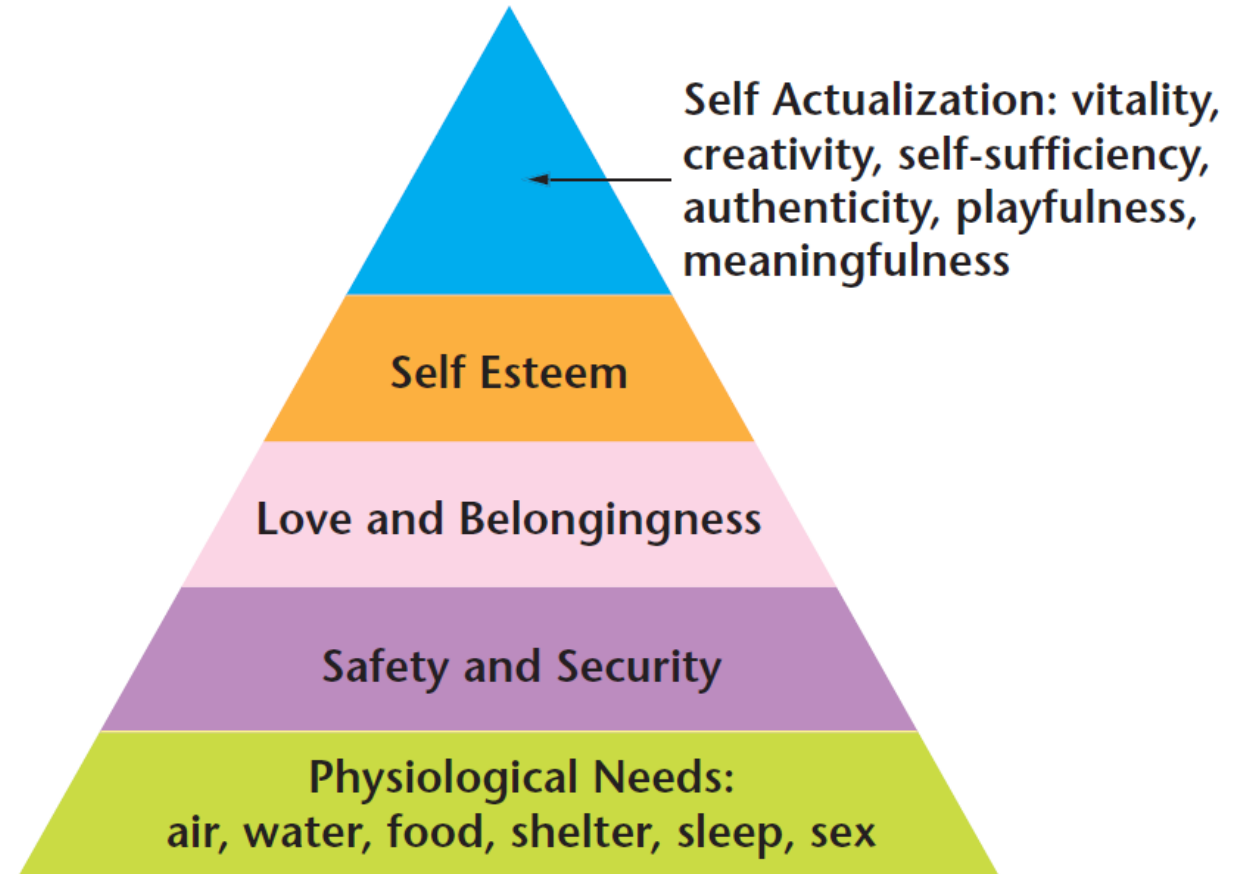 Self Actualization: vitality,
creativity, self-sufficiency,
authenticity, playfulness,
meaningfulness
Self Esteem
Love and Belongingness
Safety and Security
Physiological Needs:
air, water, food, shelter, sleep, sex